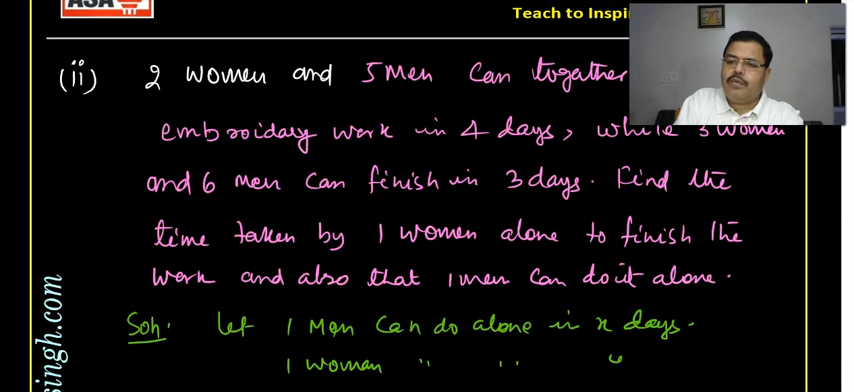 ASA
Teach to Inspir
(ii) 2 women and 5 Men can together
embroidary work in 4 days, while 3 women
and 6 men can finish in 3 days. Find the
time taken by 1 women alone to finish the
work and also that 1 men can do it alone.
Soln. Let 1 Men can do alone in x days.
1 woman " "
singh.com